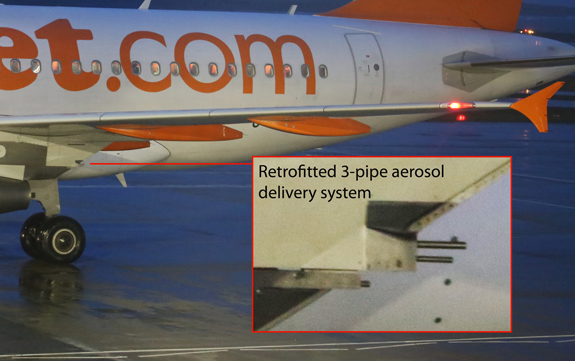 et.com
Retrofitted 3-pipe aerosol
delivery system